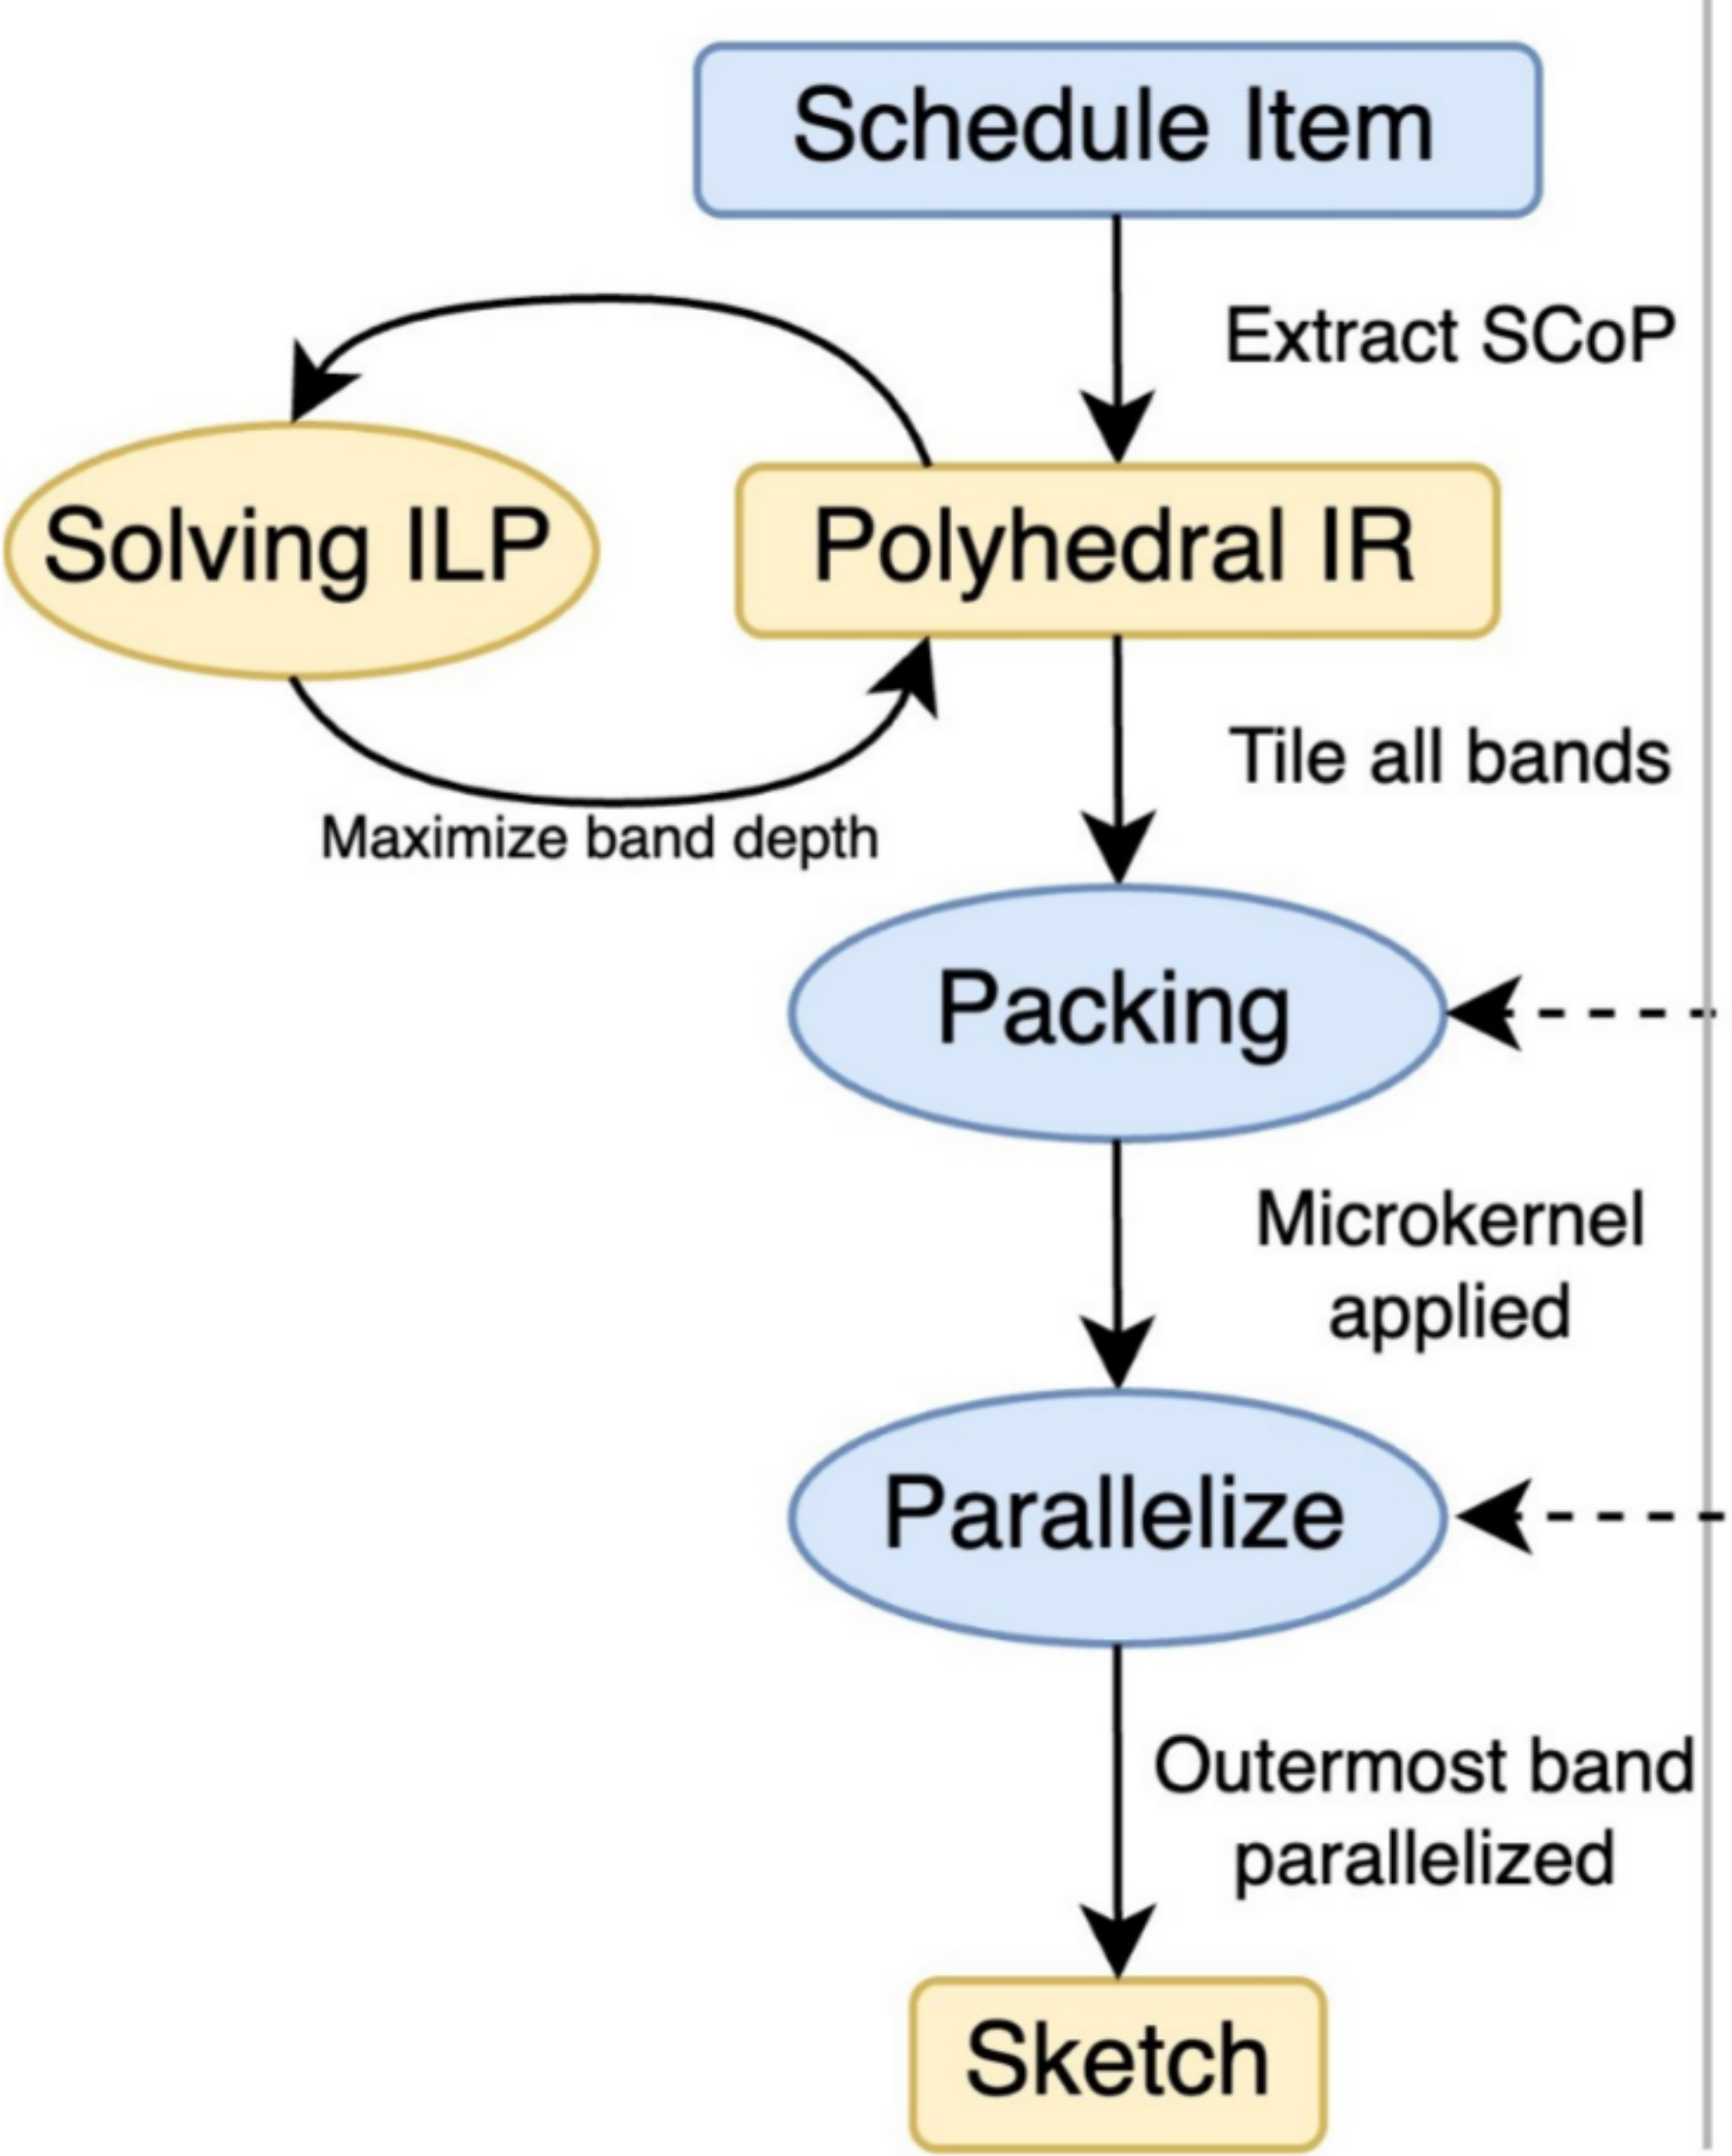 Schedule Item
Extract SCoP
Solving ILP
Polyhedral IR
Tile all bands
Maximize band depth
Packing
Microkernel
applied
Parallelize
Outermost band
parallelized
Sketch